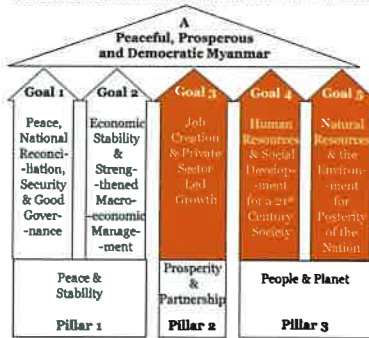 A
Peaceful, Prosperous
and Democratic Myanmar
Goal 1
Peace,
National
Reconci-
liation,
Security
& Good
Gover-
nance
Goal 2
Economic
Stability
&
Streng-
thened
Macro-
economic
Manage-
ment
Goal 3
Job
Creation
& Private
Sector
Led
Growth
Goal 4
Human
Resources
& Social
Develop-
ment
for a 21st
Century
Society
Goal 5
Natural
Resources
& the
Environ-
ment
for
Posterity
of the
Nation
Peace &
Stability
Pillar 1
Prosperity
&
Partnership
Pillar 2
People & Planet
Pillar 3